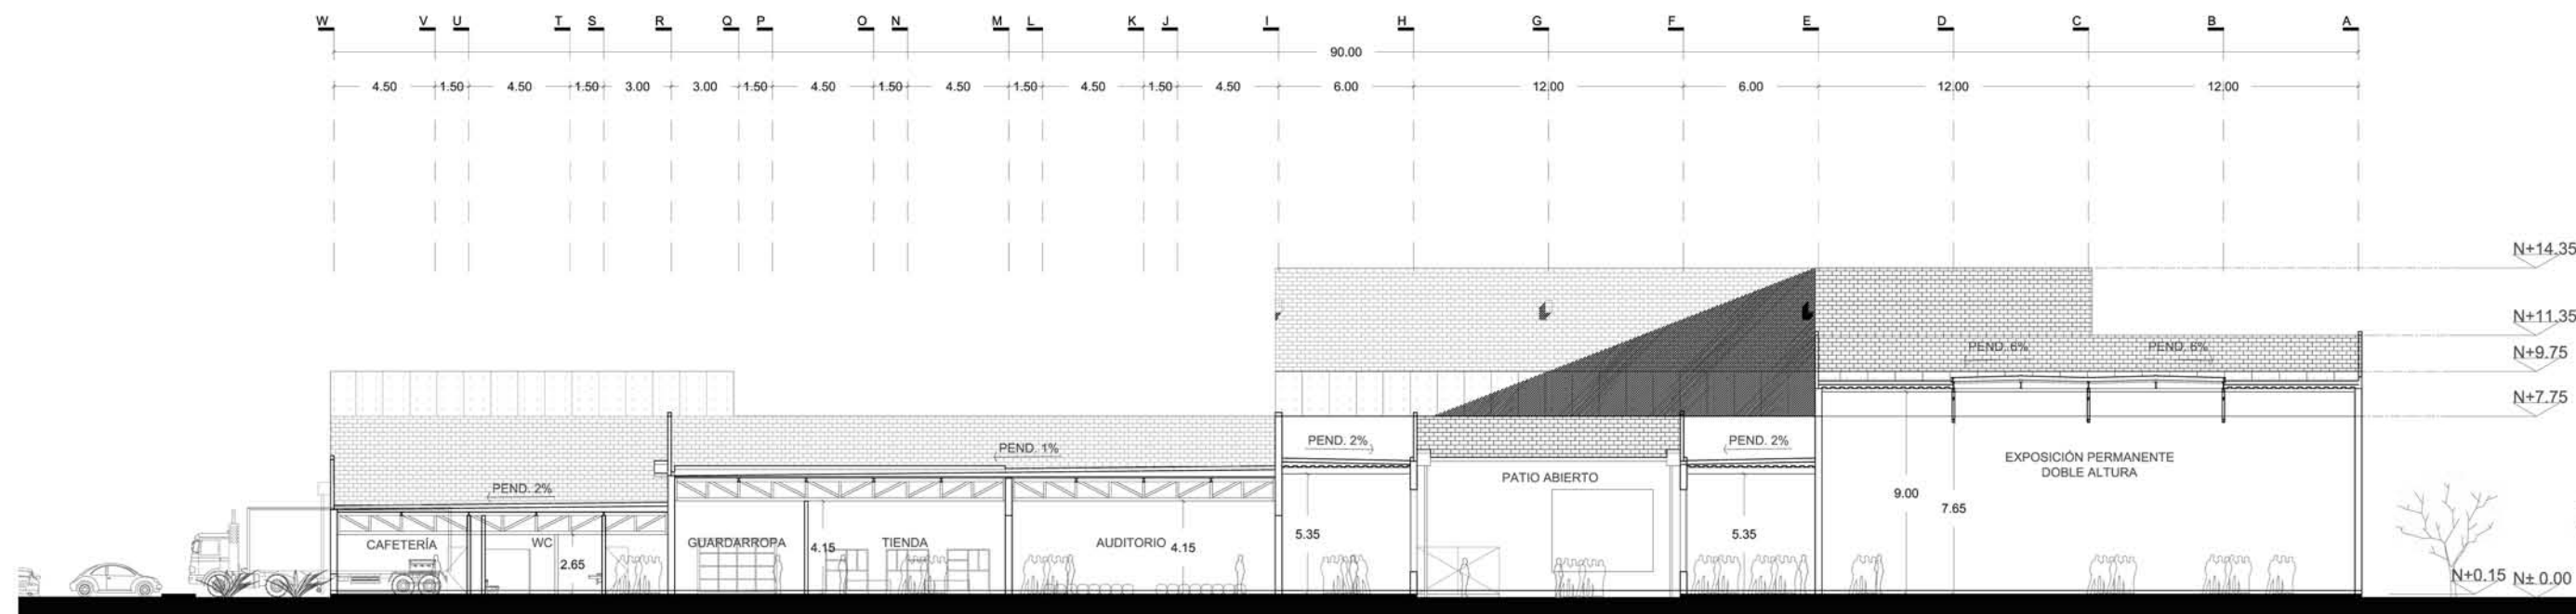 W V U T S R Q P O N M L K J I H G F E D C B A
90.00
4.50 1.50 4.50 1.50 3.00 3.00 1.50 4.50 1.50 4.50 1.50 4.50 1.50 4.50 6.00 12.00 6.00 12.00 12.00
N+14.35
N+11.35
PEND. 6% PEND. 6% N+9.75
N+7.75
PEND. 2% PEND. 2%
PEND. 1%
EXPOSICIÓN PERMANENTE
DOBLE ALTURA
PATIO ABIERTO
PEND. 2%
9.00
7.65
5.35 5.35
CAFETERÍA WC GUARDARROPA 4.15 TIENDA AUDITORIO 4.15
2.65
N+0.15 N± 0.00